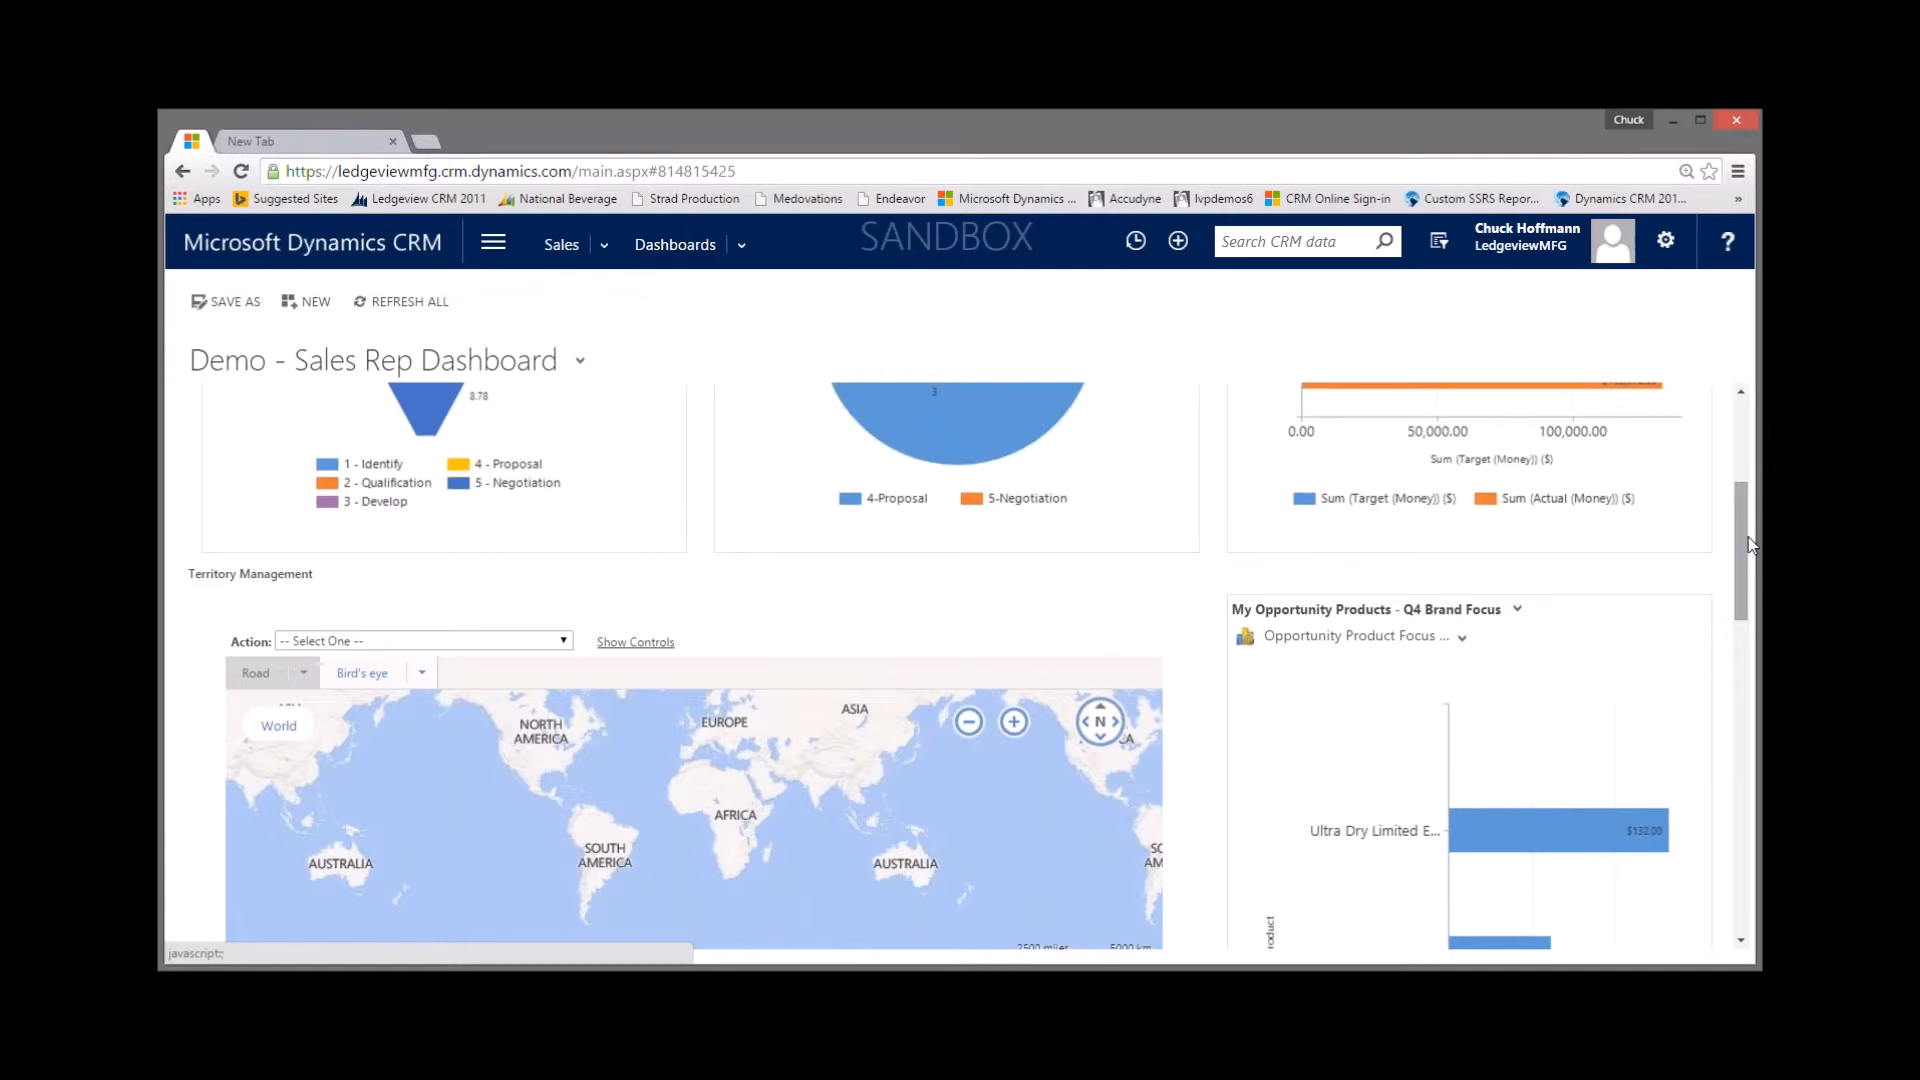 Chuck
New Tab
https://ledgeviewmfg.crm.dynamics.com/main.aspx#814815425
Apps Suggested Sites Ledgeview CRM 2011 National Beverage Strad Production Medovations Endeavor Microsoft Dynamics ... Accudyne lvpdemos6 CRM Online Sign-in Custom SSRS Repor... Dynamics CRM 201... »
Microsoft Dynamics CRM Sales Dashboards SANDBOX Search CRM data Chuck Hoffmann ?
LedgeviewMFG
SAVE AS NEW REFRESH ALL
Demo - Sales Rep Dashboard
8.78
1 - Identify 4 - Proposal
2 - Qualification 5 - Negotiation
3 - Develop
3
4-Proposal 5-Negotiation
0.00 50,000.00 100,000.00
Sum (Target (Money)) ($)
Sum (Target (Money)) ($) Sum (Actual (Money)) ($)
Territory Management
Action: -- Select One -- Show Controls
Road Bird's eye
World
NORTH AMERICA
EUROPE
ASIA
N
AFRICA
SOUTH AMERICA
AUSTRALIA
AUSTRALIA
2500 miles 5000 km
My Opportunity Products - Q4 Brand Focus
Opportunity Product Focus ...
Ultra Dry Limited E...
$132.00
roduct
javascript:;